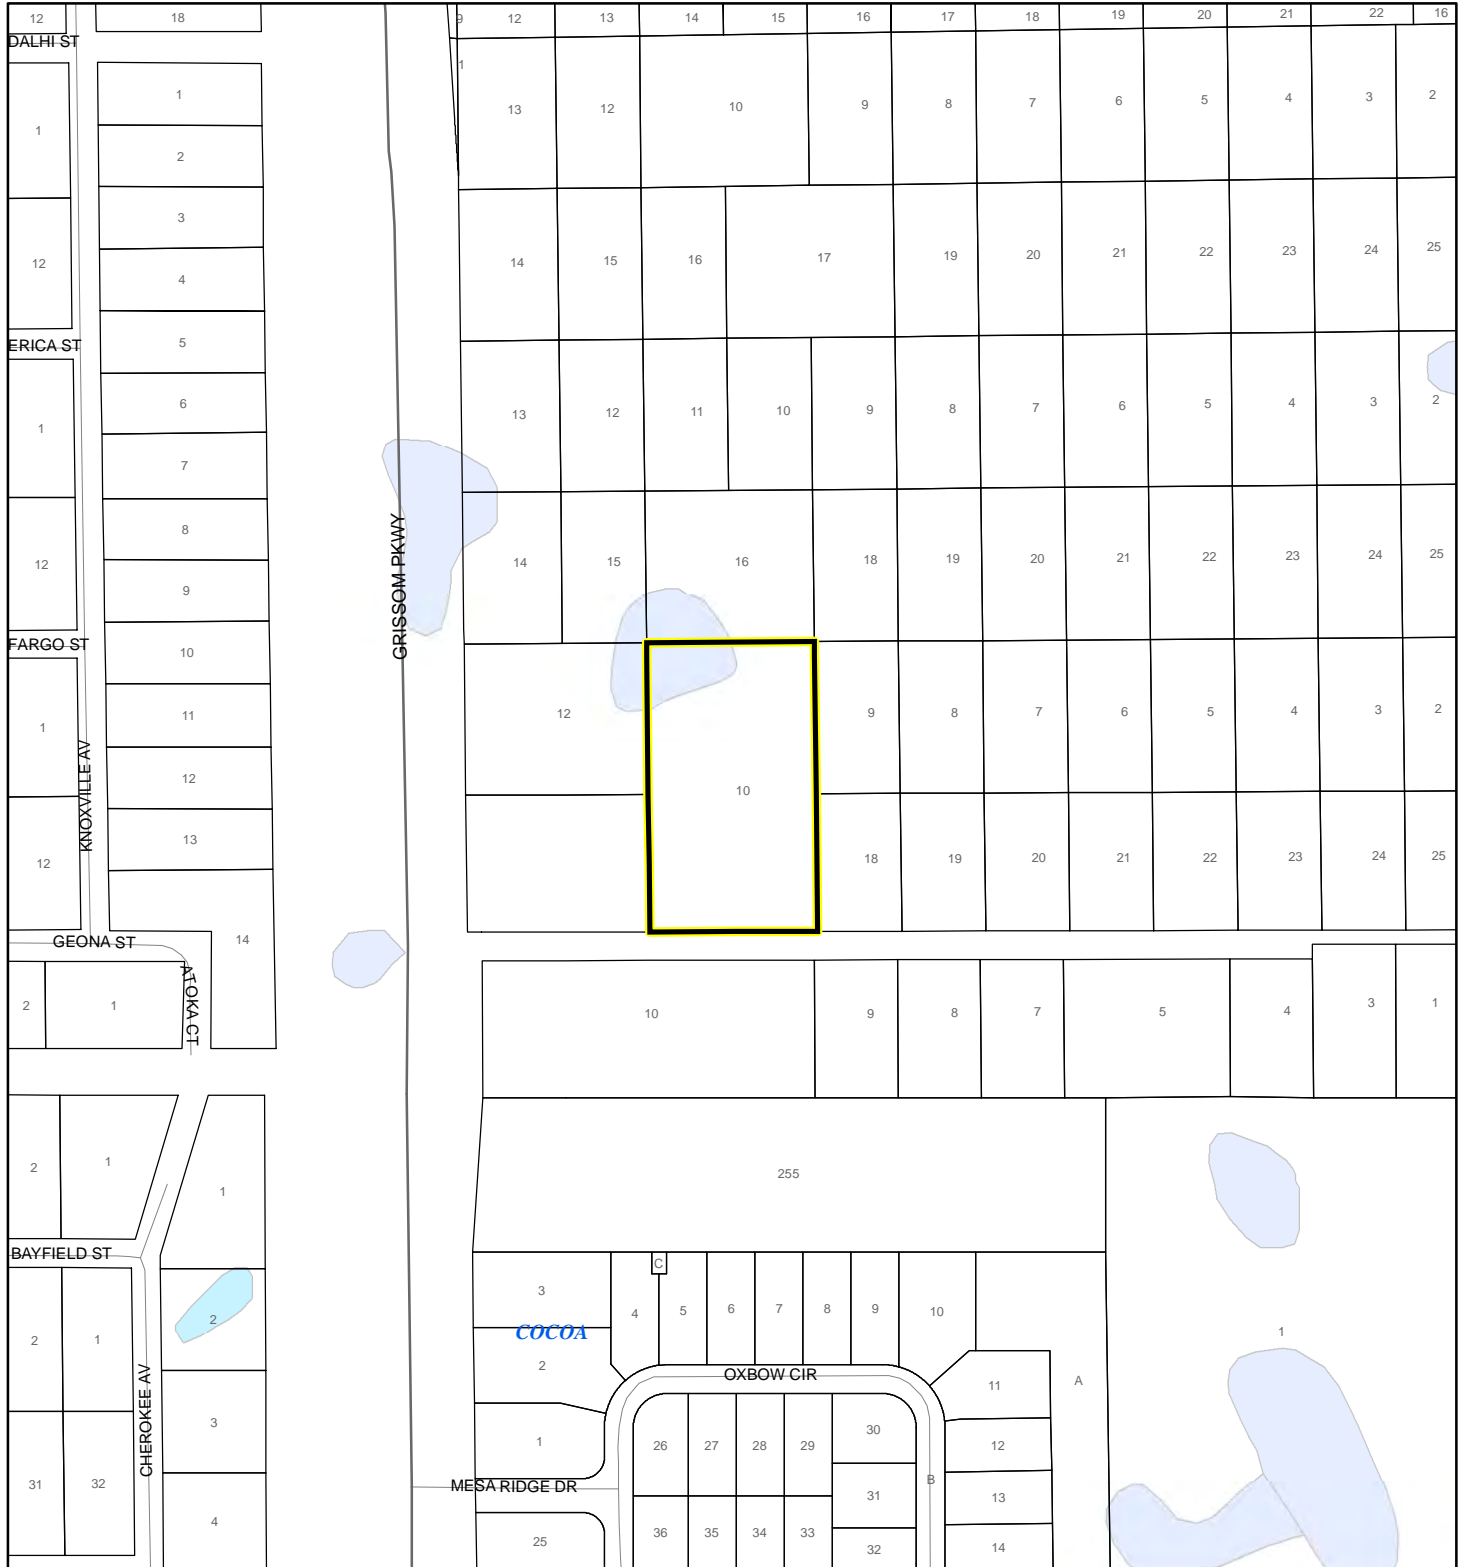 12 18 9 12 13 14 15 16 17 18 19 20 21 22 16
DALHI ST
1
1 13 12 10 9 8 7 6 5 4 3 2
1
1
2
3
12 14 15 16 17 19 20 21 22 23 24 25
4
ERICA ST
5
6
1 13 12 11 10 9 8 7 6 5 4 3 2
7
8
12 14 15 16 18 19 20 21 22 23 24 25
9
GRISSOM PKWY
FARGO ST
10
11
1 12 9 8 7 6 5 4 3 2
12
KNOXVILLE AV
10
13
12 18 19 20 21 22 23 24 25
GEONA ST
14
ATOKA CT
2 1 10 9 8 7 5 4 3 1
2 1 1
255
BAYFIELD ST
C
3 4 5 6 7 8 9 10
2
COCOA
2 1 2 1
OXBOW CIR
11 A
CHEROKEE AV
3 1 26 27 28 29 30 12
31 32 MESA RIDGE DR B
31 13
4 25 36 35 34 33 32 14